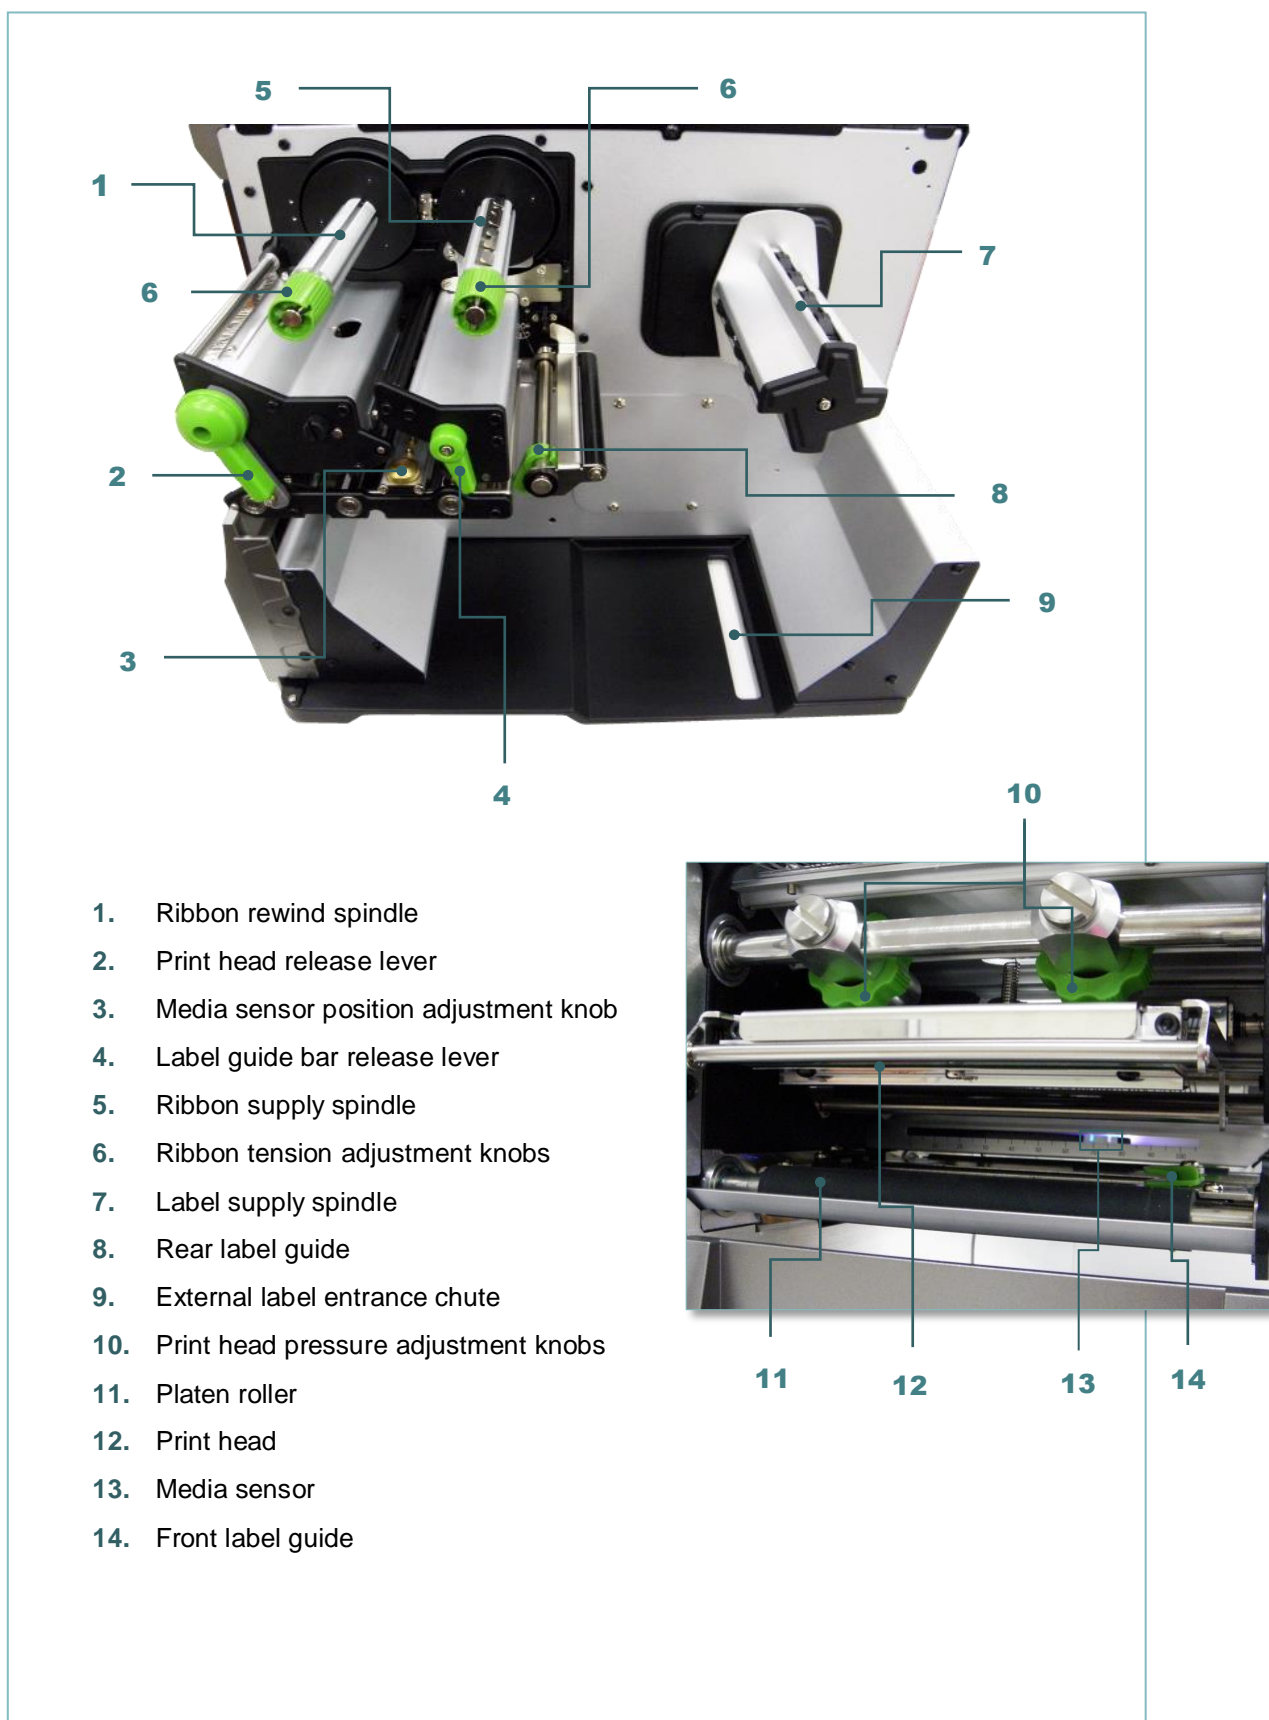 5
6
1
6
7
2
8
9
3
4
10
1. Ribbon rewind spindle
2. Print head release lever
3. Media sensor position adjustment knob
4. Label guide bar release lever
5. Ribbon supply spindle
6. Ribbon tension adjustment knobs
7. Label supply spindle
8. Rear label guide
9. External label entrance chute
10. Print head pressure adjustment knobs
11. Platen roller
12. Print head
13. Media sensor
14. Front label guide
11
12
13
14